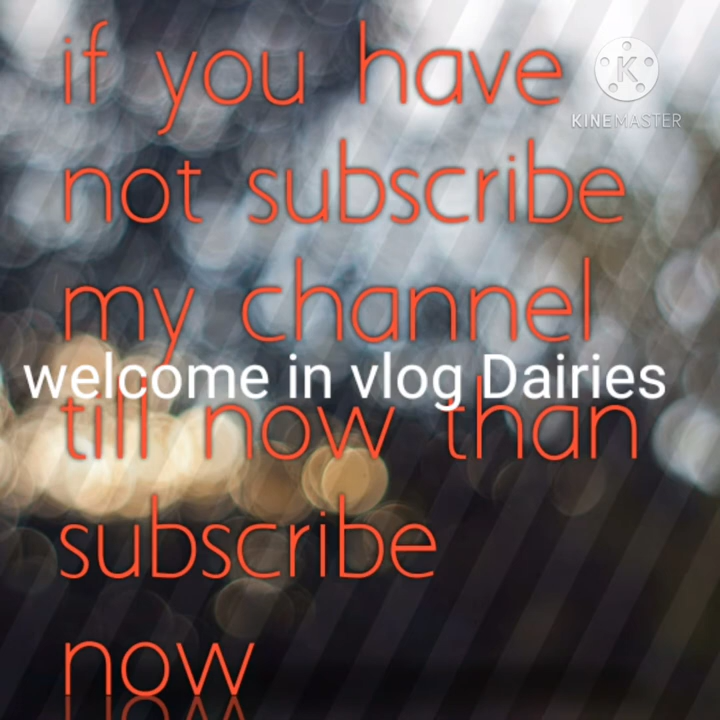 if you have
KINEMASTER
not subscribe
my channel
welcome in vlog Dairies
till now than
subscribe
now